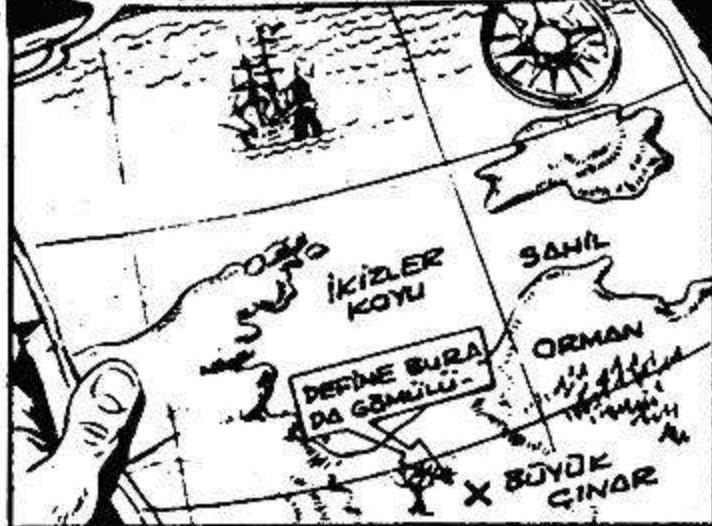 İKİZLER
KOYU
SAHİL
ORMAN
DEFİNE BURA
DA GÖMÜLÜ-
BÜYÜK
ÇINAR